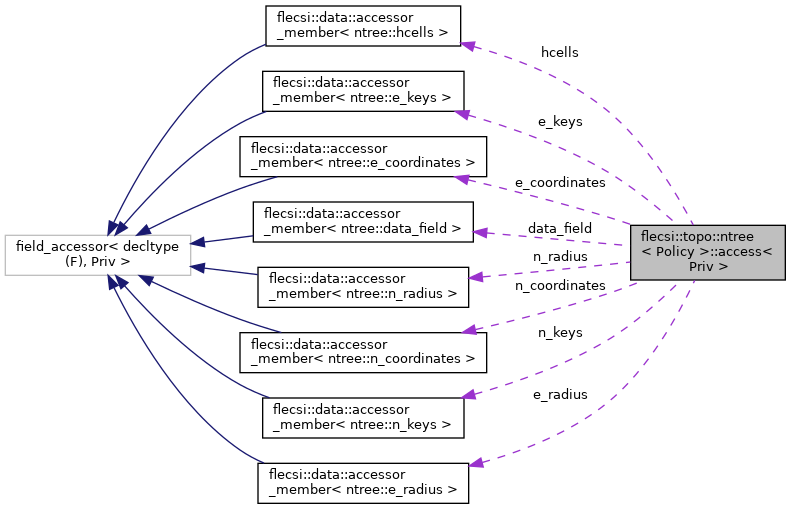 flecsi::data::accessor
_member< ntree::hcells >
hcells
flecsi::data::accessor
_member< ntree::e_keys >
e_keys
flecsi::data::accessor
_member< ntree::e_coordinates >
e_coordinates
flecsi::data::accessor
_member< ntree::data_field >
data_field
field_accessor< decltype
(F), Priv >
flecsi::topo::ntree
< Policy >::access<
Priv >
flecsi::data::accessor
_member< ntree::n_radius >
n_radius
flecsi::data::accessor
_member< ntree::n_coordinates >
n_coordinates
flecsi::data::accessor
_member< ntree::n_keys >
n_keys
flecsi::data::accessor
_member< ntree::e_radius >
e_radius